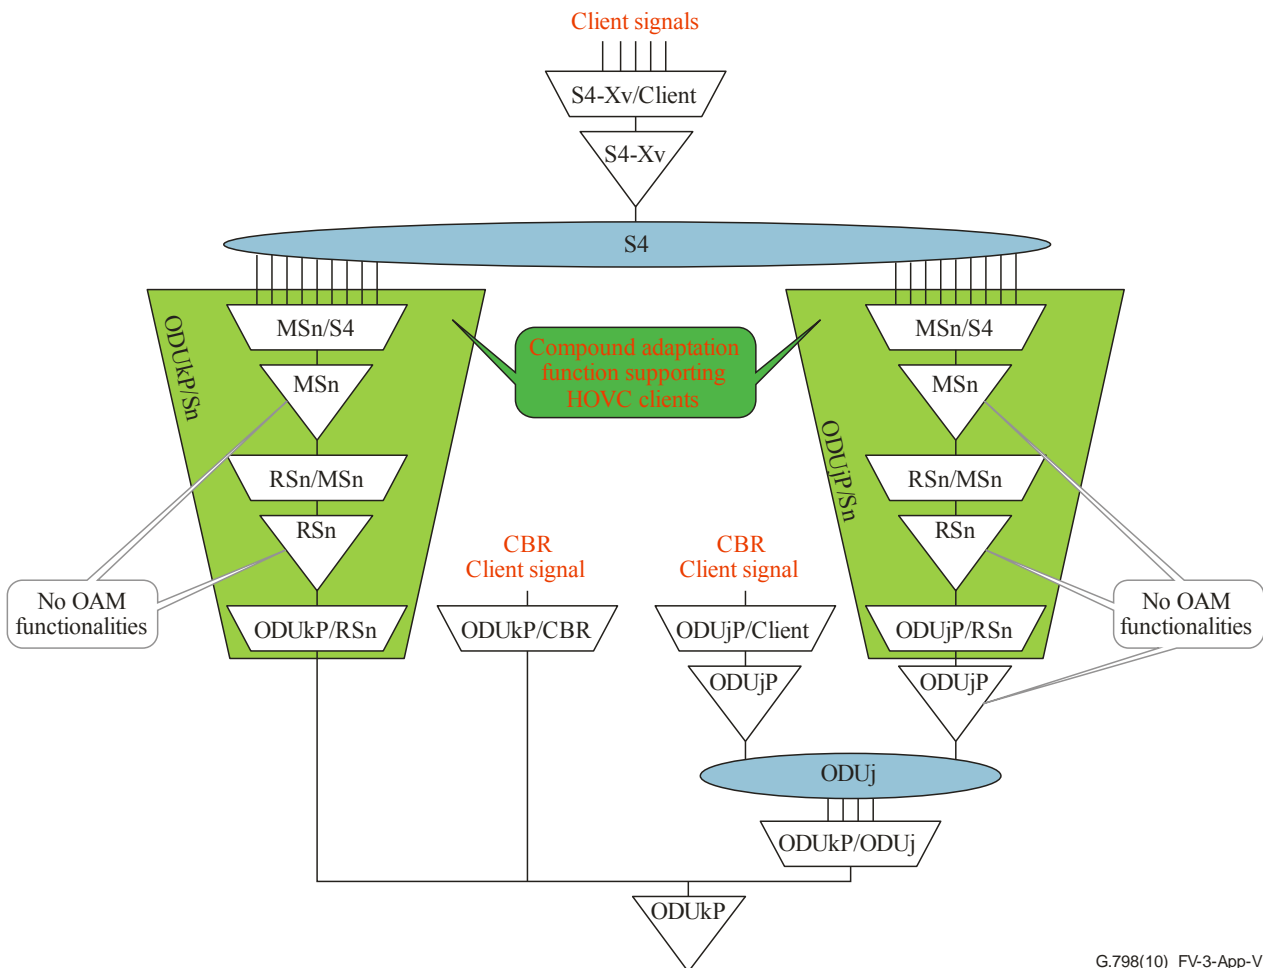 Client signals
S4-Xv/Client
S4-Xv
S4
MSn/S4
MSn/S4
ODUkP/Sn
Compound adaptation
function supporting
HOVC clients
MSn
MSn
ODUjP/Sn
RSn/MSn
RSn/MSn
RSn
RSn
CBR
Client signal
CBR
Client signal
No OAM
functionalities
No OAM
functionalities
ODUkP/RSn
ODUkP/CBR
ODUjP/Client
ODUjP/RSn
ODUjP
ODUjP
ODUj
ODUkP/ODUj
ODUkP
G.798(10)_FV-3-App-V